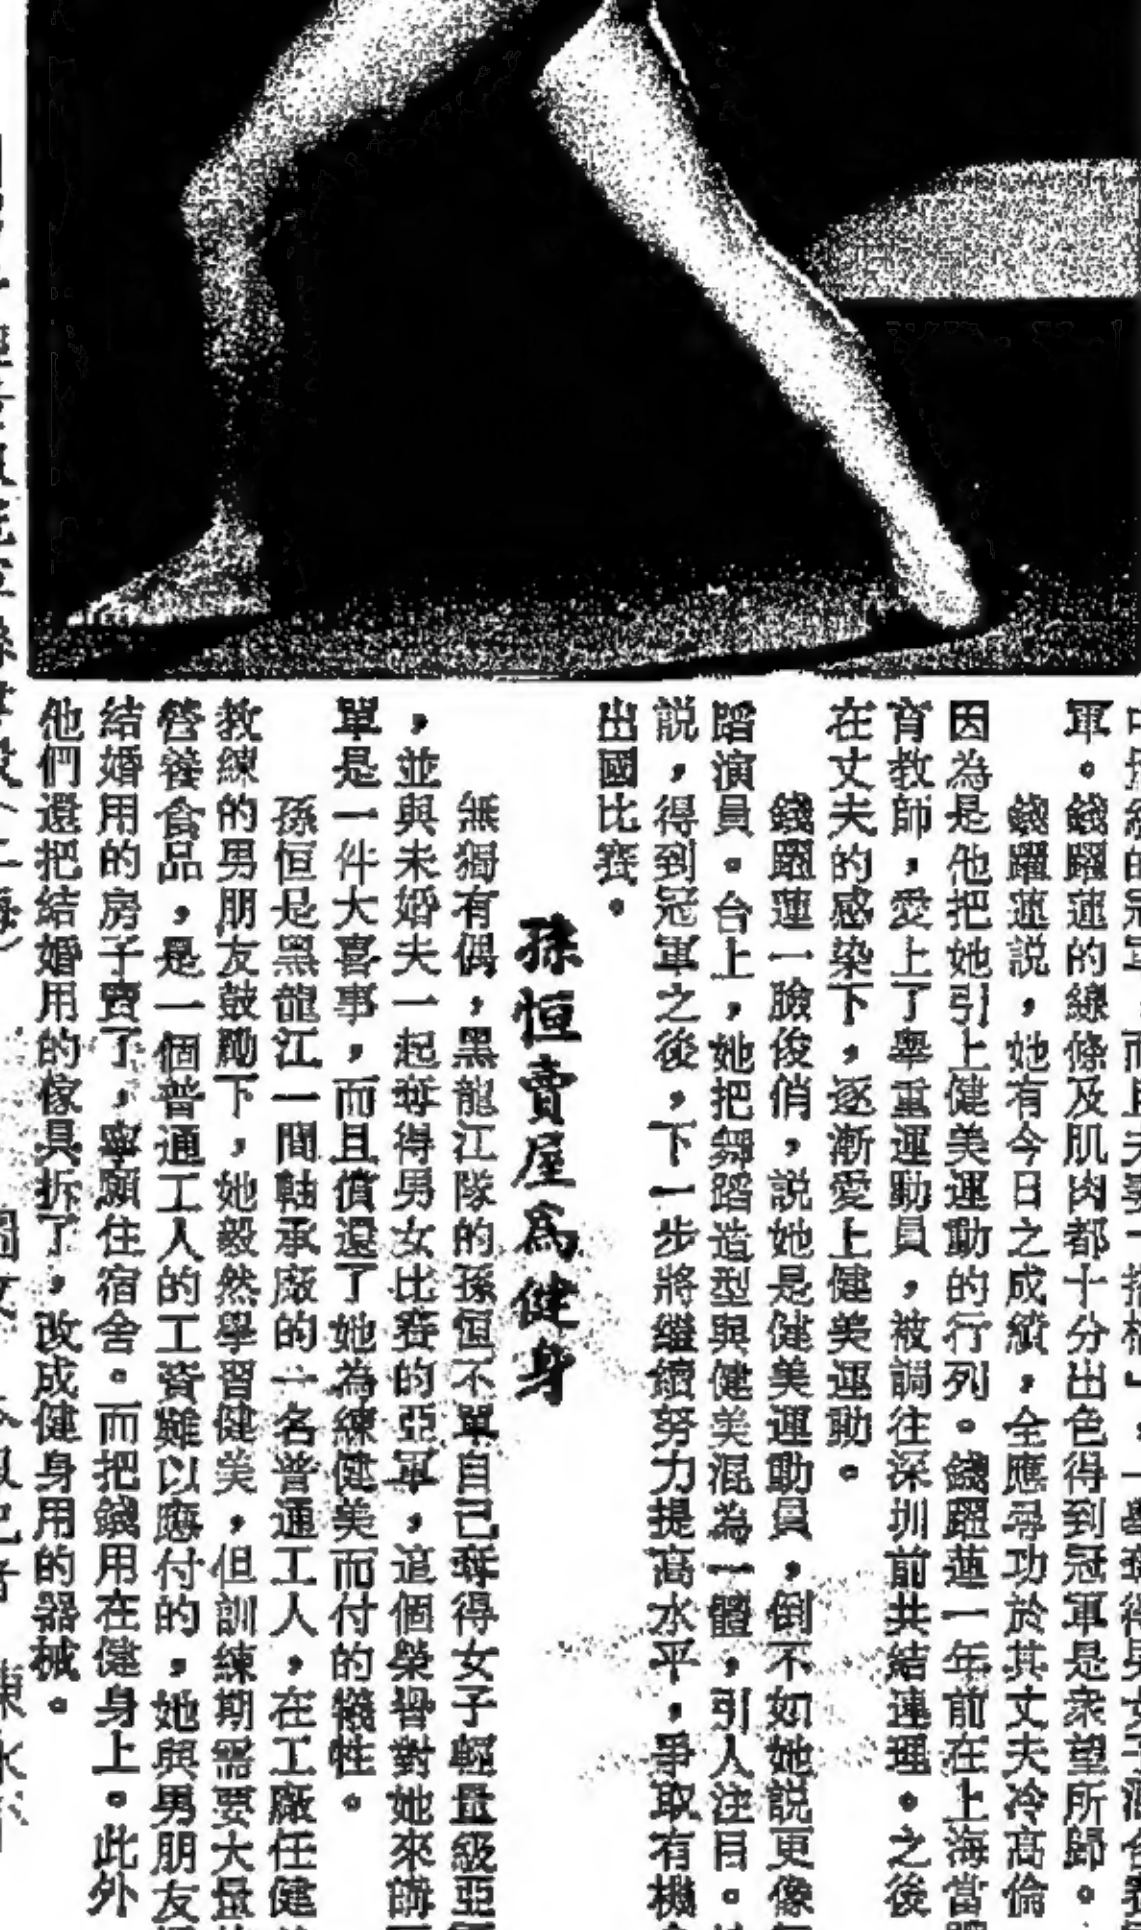 軍。錢躍蓮的線條及肌肉都十分出色得到冠軍是衆望所歸。
錢躍蓮説，她有今日之成績，全應尋功於其丈夫冷高倫
因為是他把她引上健美運動的行列。錢躍蓮一年前在上海當
育教師，愛上了舉重運動員，被調往深圳前共結連理。之後
在丈夫的感染下，逐漸愛上健美運動。
錢躍蓮一臉俊俏，説她是健美運動員，倒不如她説更像
蹈演員。台上，她把舞蹈造型與健美混為一體，引人注目。
説，得到冠軍之後，下一步將繼續努力提高水平，爭取有機
出國比賽。
孫恒賣屋爲健身
無獨有偶，黑龍江隊的孫恒不單自己奪得女子輕量級亞
，並與未婚夫一起奪得男女比賽的亞軍，這個榮譽對她來講
單是一件大喜事，而且償還了她為練健美而付的犧牲。
孫恒是黑龍江一間軸承廠的一名普通工人，在工廠任健
教練的男朋友鼓勵下，她毅然學習健美，但訓練期需要大量
營養食品，是一個普通工人的工資難以應付的，她與男朋友
結婚用的房子賣了，寧願住宿舍。而把錢用在健身上。此外
他們還把結婚用的傢具拆了，改成健身用的器械。